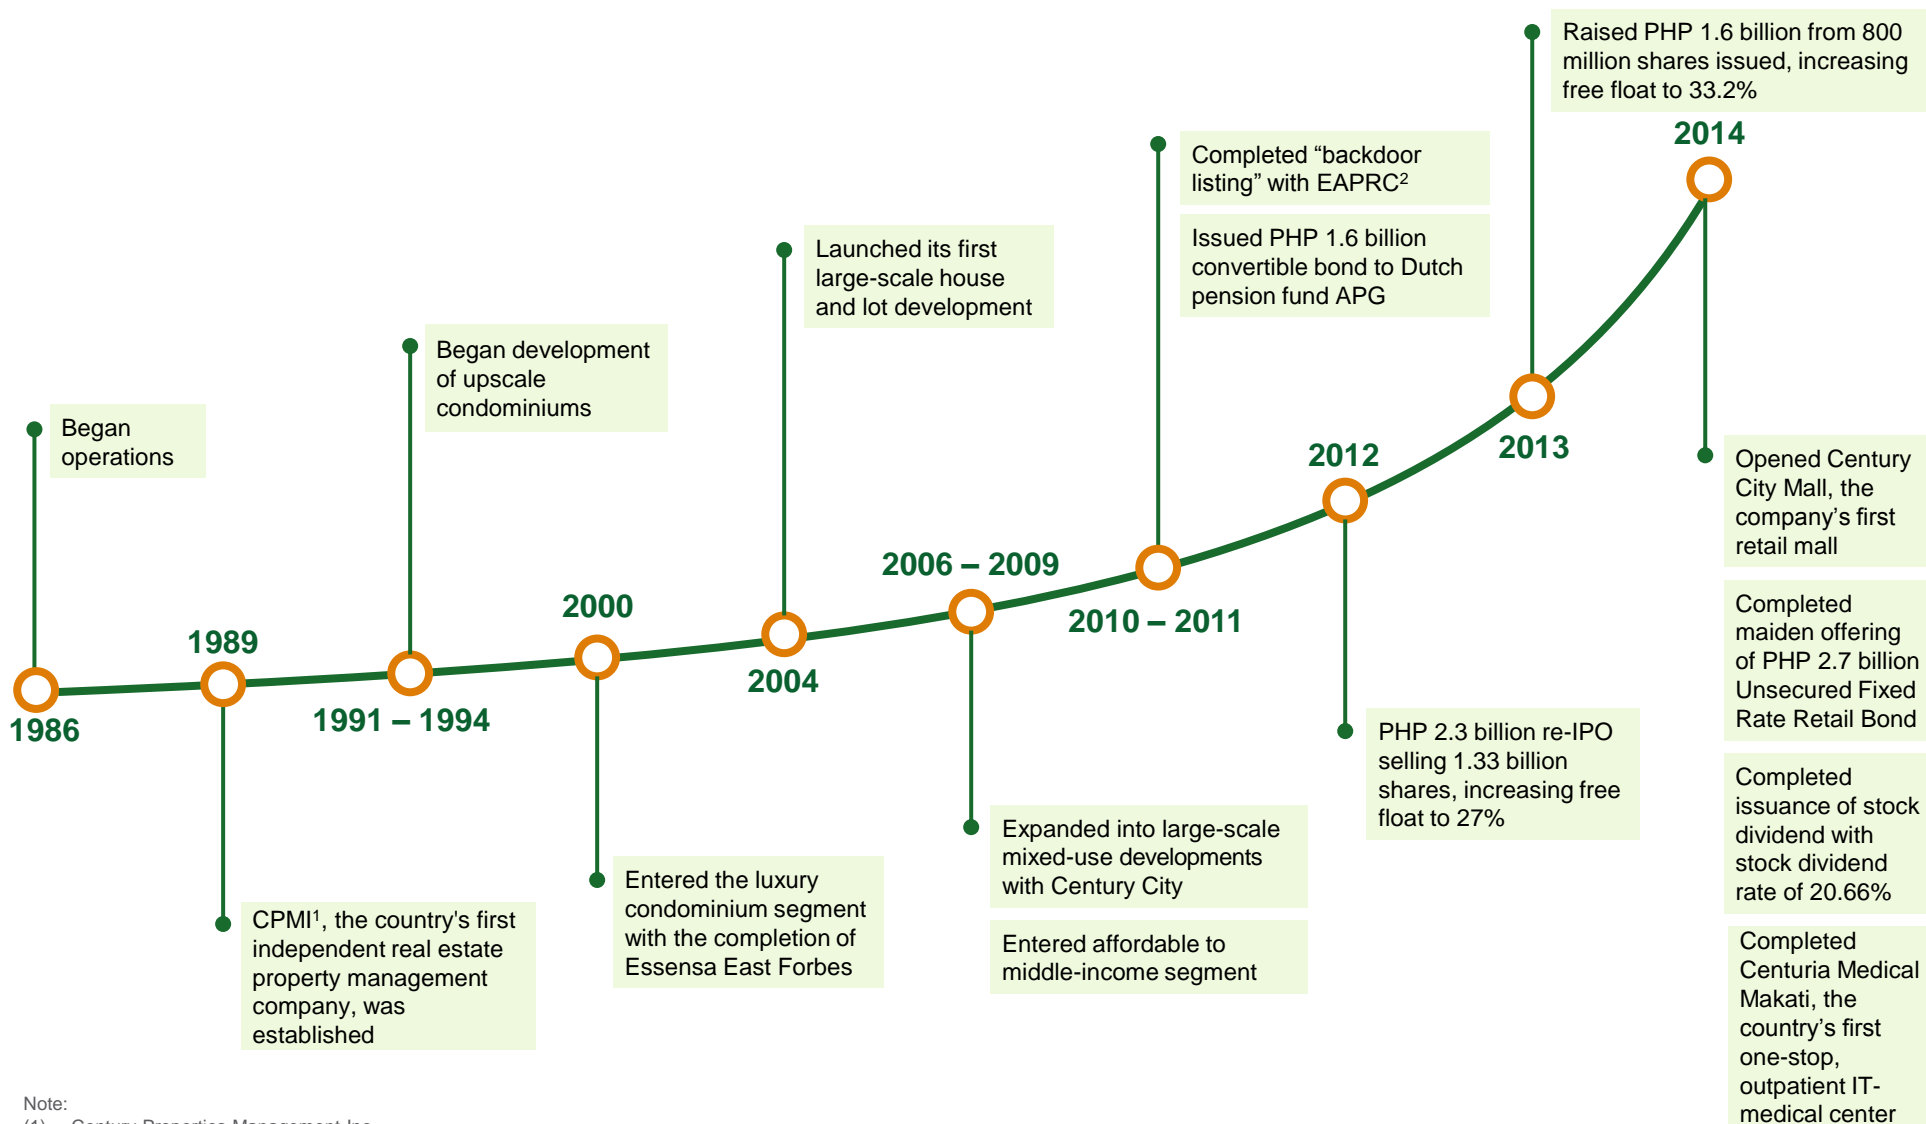 Began
operations
1986
1989
CPMI¹, the country's first
independent real estate
property management
company, was
established
Began development
of upscale
condominiums
1991 – 1994
2000
Entered the luxury
condominium segment
with the completion of
Essensa East Forbes
Launched its first
large-scale house
and lot development
2004
2006 – 2009
Expanded into large-scale
mixed-use developments
with Century City
Entered affordable to
middle-income segment
Completed “backdoor
listing” with EAPRC²
Issued PHP 1.6 billion
convertible bond to Dutch
pension fund APG
2010 – 2011
2012
PHP 2.3 billion re-IPO
selling 1.33 billion
shares, increasing free
float to 27%
Raised PHP 1.6 billion from 800
million shares issued, increasing
free float to 33.2%
2013
2014
Opened Century
City Mall, the
company’s first
retail mall
Completed
maiden offering
of PHP 2.7 billion
Unsecured Fixed
Rate Retail Bond
Completed
issuance of stock
dividend with
stock dividend
rate of 20.66%
Completed
Centuria Medical
Makati, the
country’s first
one-stop,
outpatient IT-
medical center
Note:
(1) Century Properties Management Inc